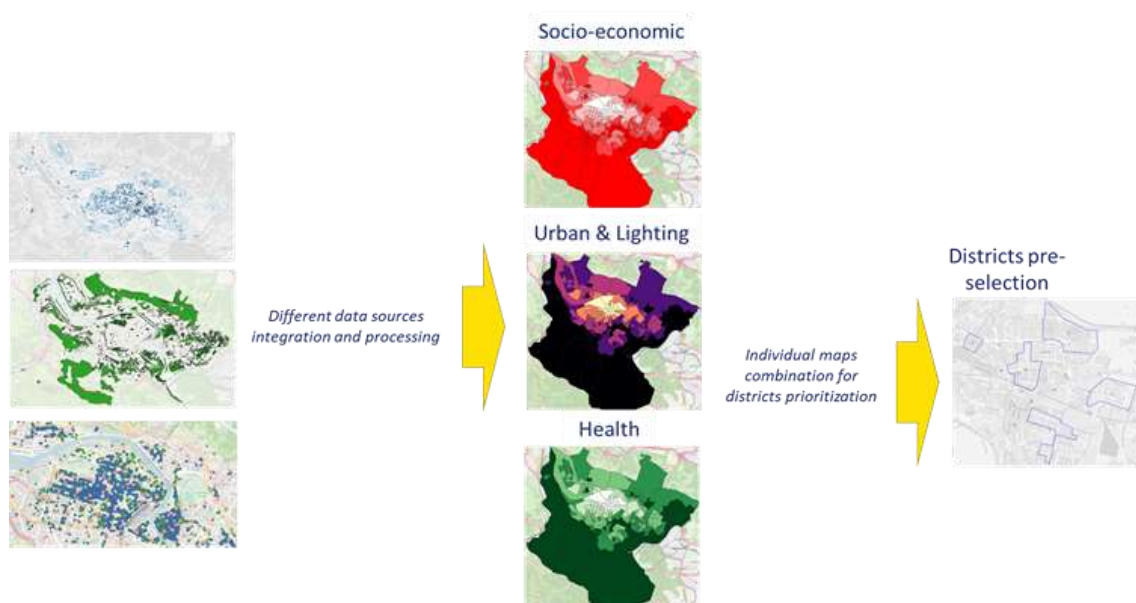 Socio-economic
Urban & Lighting
Different data sources
integration and processing
Health
Individual maps
combination for
districts prioritization
Districts pre-
selection